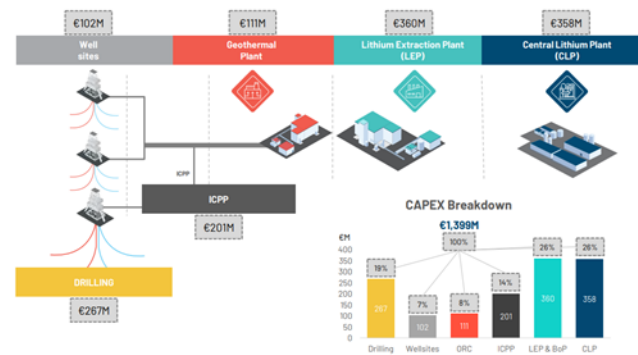 €102M
€111M
€360M
€358M
Well
sites
Geothermal
Plant
Lithium Extraction Plant
(LEP)
Central Lithium Plant
(CLP)
ICPP
ICPP
€201M
DRILLING
€267M
CAPEX Breakdown
€1,399M
€M
100%
400
350
300
250
200
150
100
50
0
19%
7%
8%
14%
26%
26%
267
102
111
201
360
358
Drilling
Wellsites
ORC
ICPP
LEP & BoP
CLP